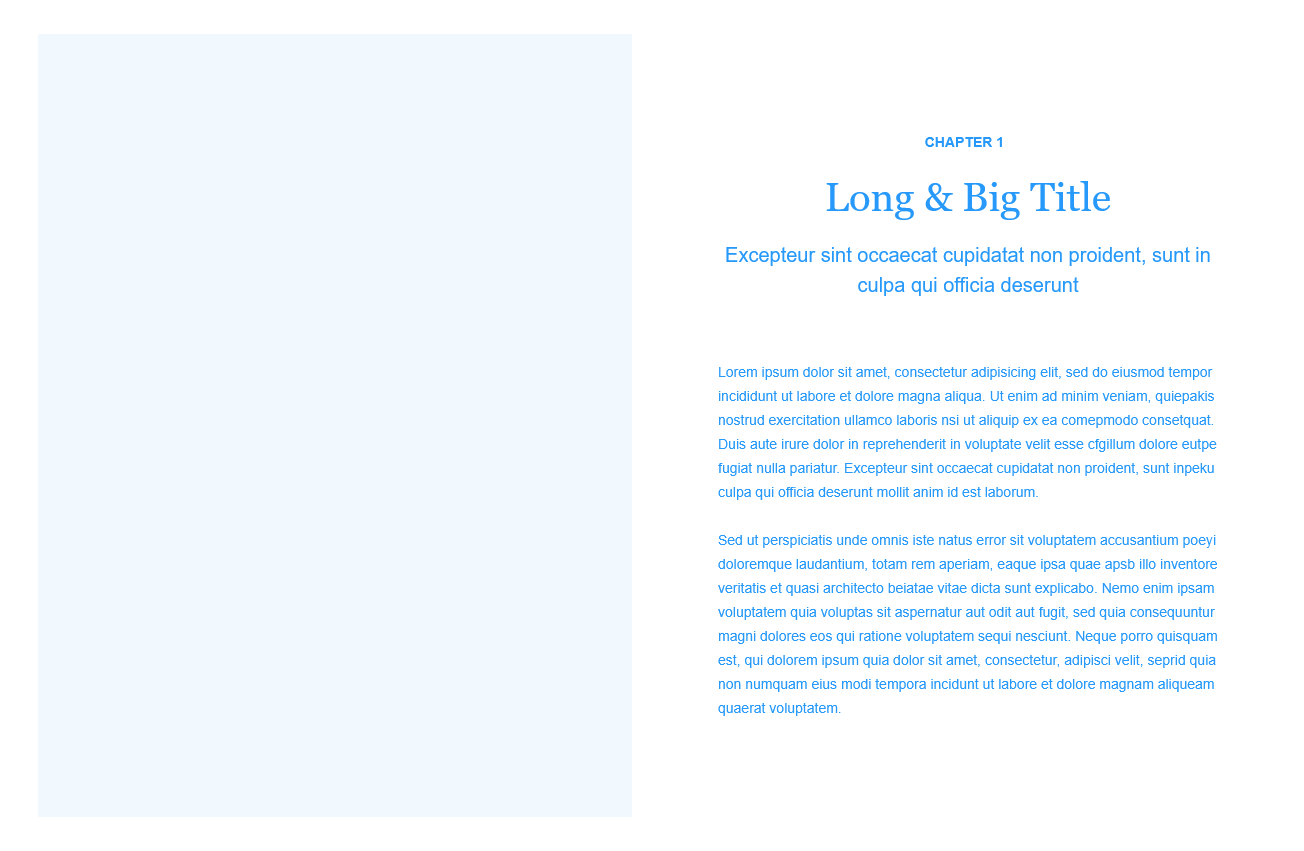 CHAPTER 1
Long & Big Title
Excepteur sint occaecat cupidatat non proident, sunt in
culpa qui officia deserunt
Lorem ipsum dolor sit amet, consectetur adipisicing elit, sed do eiusmod tempor
incididunt ut labore et dolore magna aliqua. Ut enim ad minim veniam, quiepakis
nostrud exercitation ullamco laboris nsi ut aliquip ex ea comepmodo consetquat.
Duis aute irure dolor in reprehenderit in voluptate velit esse cfgillum dolore eutpe
fugiat nulla pariatur. Excepteur sint occaecat cupidatat non proident, sunt inpeku
culpa qui officia deserunt mollit anim id est laborum.
Sed ut perspiciatis unde omnis iste natus error sit voluptatem accusantium poeyi
doloremque laudantium, totam rem aperiam, eaque ipsa quae apsb illo inventore
veritatis et quasi architecto beiatae vitae dicta sunt explicabo. Nemo enim ipsam
voluptatem quia voluptas sit aspernatur aut odit aut fugit, sed quia consequuntur
magni dolores eos qui ratione voluptatem sequi nesciunt. Neque porro quisquam
est, qui dolorem ipsum quia dolor sit amet, consectetur, adipisci velit, seprid quia
non numquam eius modi tempora incidunt ut labore et dolore magnam aliqueam
quaerat voluptatem.